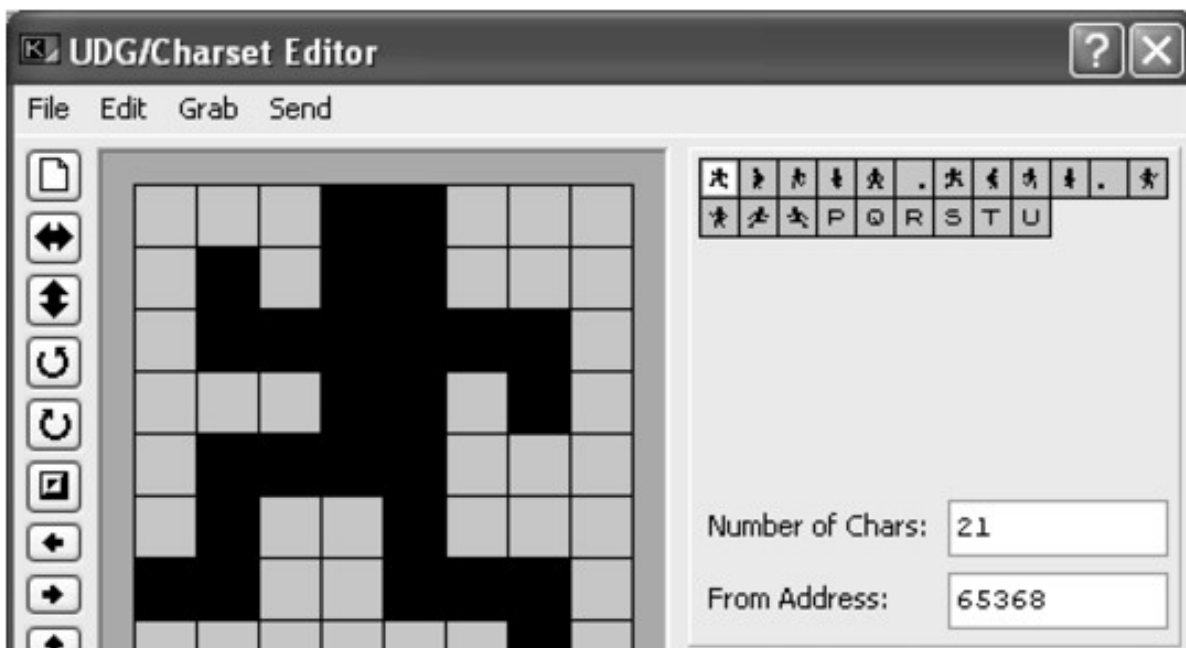 UDG/Charset Editor
File Edit Grab Send
P Q R S T U
Number of Chars: 21
From Address: 65368